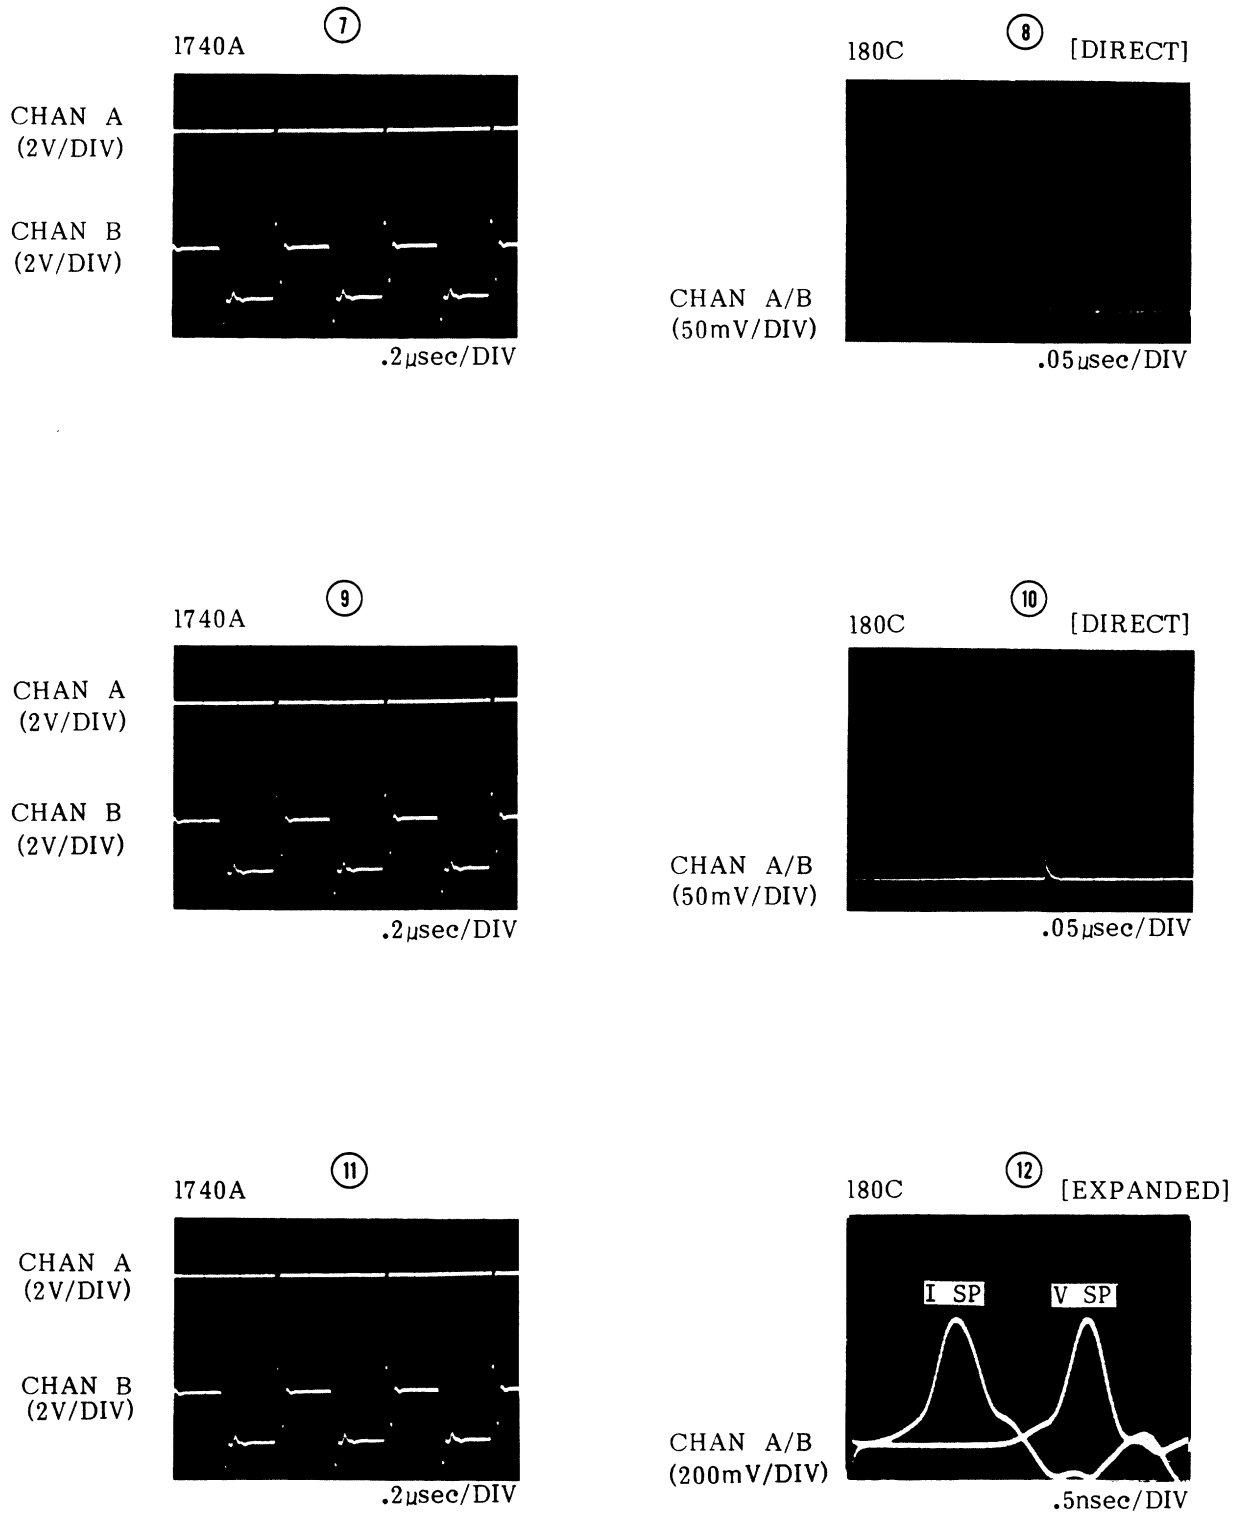 7
1740A
CHAN A
(2V/DIV)
CHAN B
(2V/DIV)
.2µsec/DIV
8
180C [DIRECT]
CHAN A/B
(50mV/DIV)
.05µsec/DIV
9
1740A
CHAN A
(2V/DIV)
CHAN B
(2V/DIV)
.2µsec/DIV
10
180C [DIRECT]
CHAN A/B
(50mV/DIV)
.05µsec/DIV
11
1740A
CHAN A
(2V/DIV)
CHAN B
(2V/DIV)
.2µsec/DIV
12
180C [EXPANDED]
I SP V SP
CHAN A/B
(200mV/DIV)
.5nsec/DIV